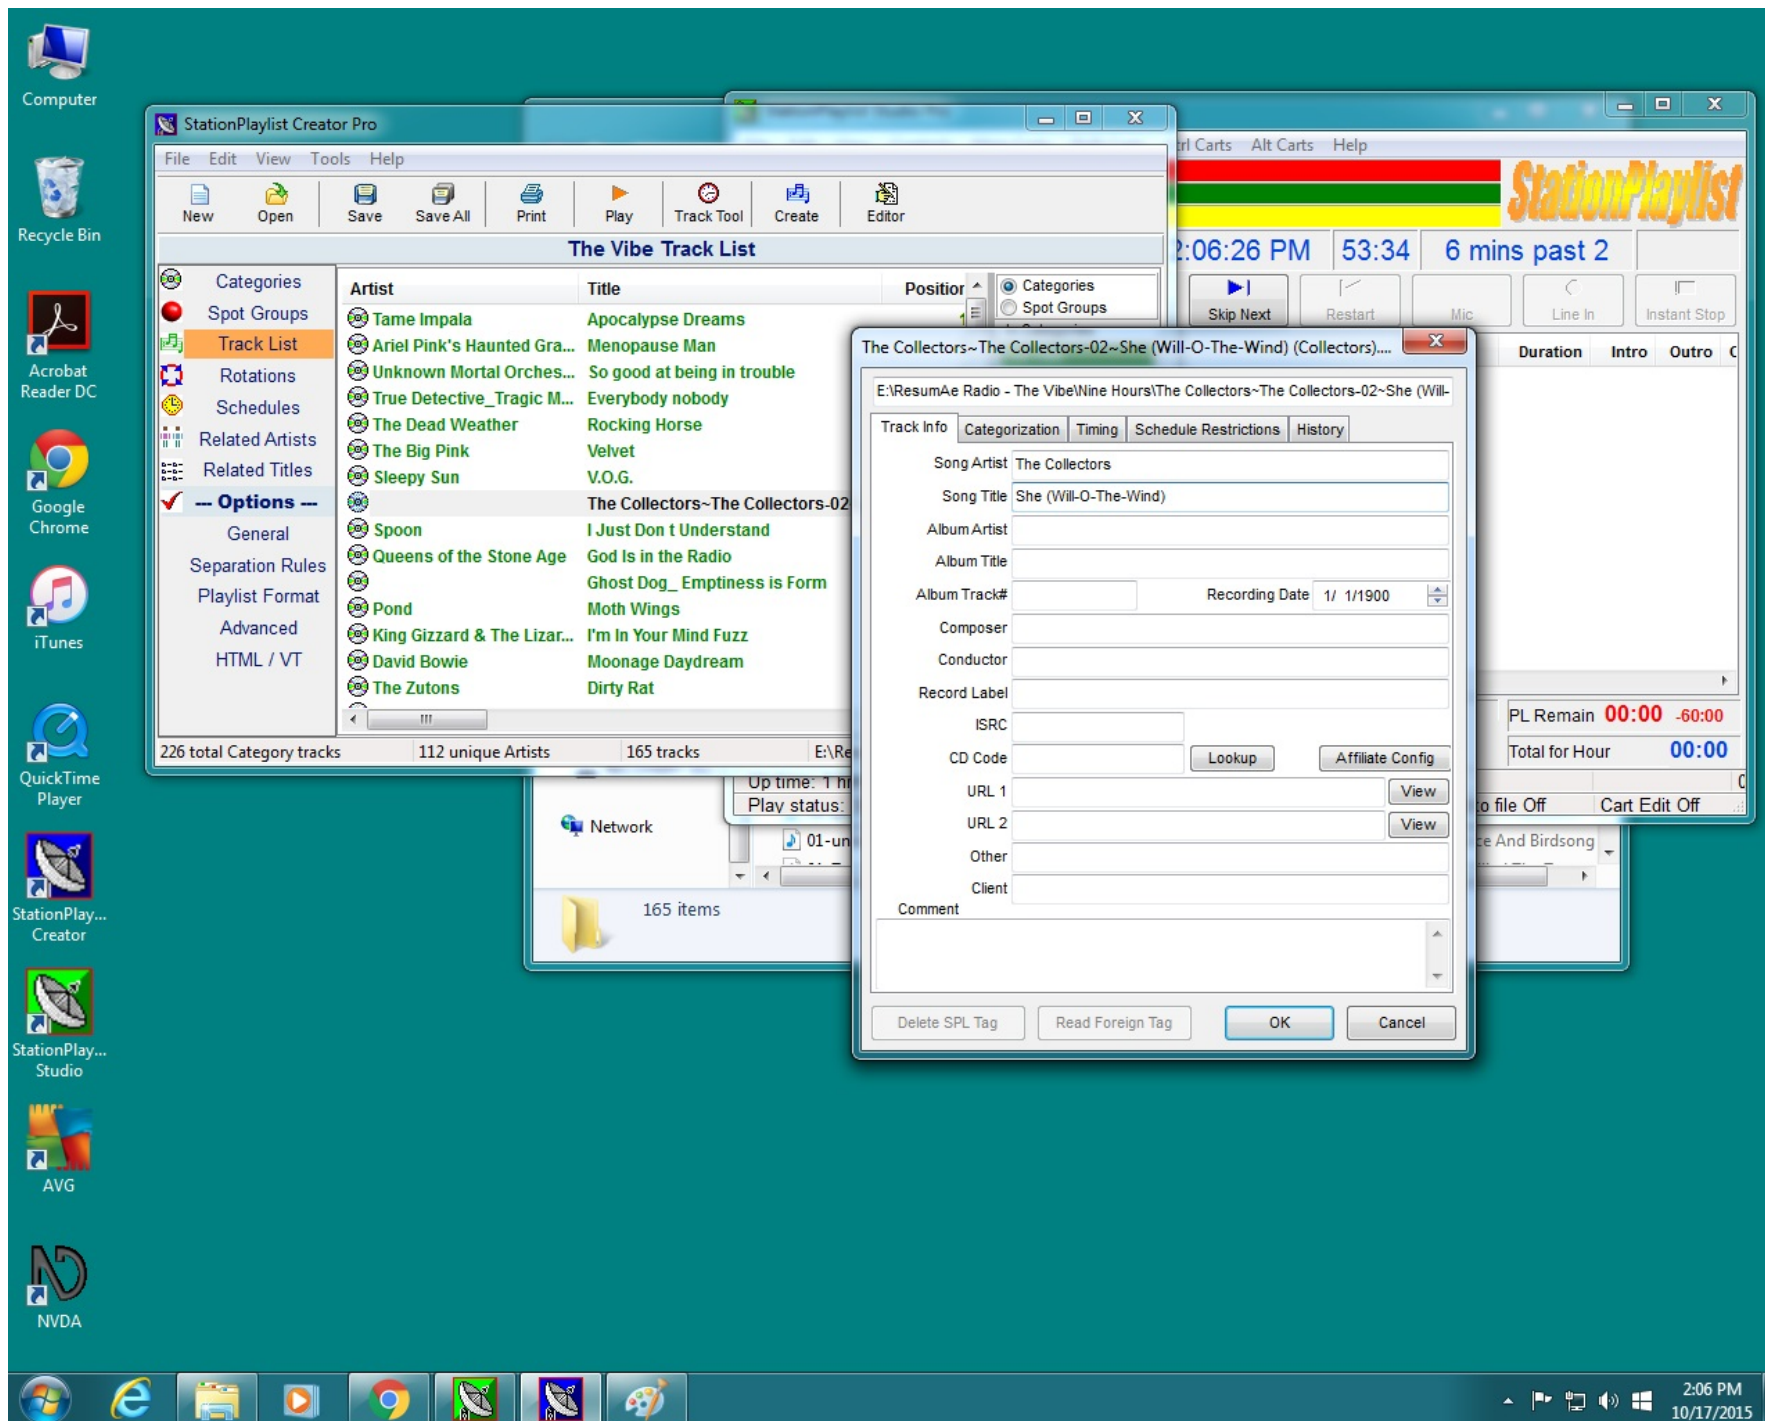 Computer
Recycle Bin
Acrobat
Reader DC
Google
Chrome
iTunes
QuickTime
Player
StationPlay...
Creator
StationPlay...
Studio
AVG
NVDA
StationPlaylist Creator Pro
File Edit View Tools Help
New Open Save Save All Print Play Track Tool Create Editor
The Vibe Track List
Categories
Spot Groups
Track List
Rotations
Schedules
Related Artists
Related Titles
--- Options ---
General
Separation Rules
Playlist Format
Advanced
HTML / VT
Artist Title Position
Tame Impala Apocalypse Dreams
Ariel Pink's Haunted Gra... Menopause Man
Unknown Mortal Orches... So good at being in trouble
True Detective_Tragic M... Everybody nobody
The Dead Weather Rocking Horse
The Big Pink Velvet
Sleepy Sun V.O.G.
The Collectors~The Collectors-02
Spoon I Just Don t Understand
Queens of the Stone Age God Is in the Radio
Ghost Dog_ Emptiness is Form
Pond Moth Wings
King Gizzard & The Lizar... I'm In Your Mind Fuzz
David Bowie Moonage Daydream
The Zutons Dirty Rat
Categories
Spot Groups
226 total Category tracks 112 unique Artists 165 tracks E:\Re
StationPlaylist
Carts Alt Carts Help
2:06:26 PM 53:34 6 mins past 2
Skip Next Restart Mic Line In Instant Stop
Duration Intro Outro
PL Remain 00:00 -60:00
Total for Hour 00:00
Up time: 1 hr
Play status:
to file Off Cart Edit Off
Network
01-un
ce And Birdsong
165 items
The Collectors~The Collectors-02~She (Will-O-The-Wind) (Collectors)....
E:\ResumAe Radio - The Vibe\Nine Hours\The Collectors~The Collectors-02~She (Will-
Track Info Categorization Timing Schedule Restrictions History
Song Artist The Collectors
Song Title She (Will-O-The-Wind)
Album Artist
Album Title
Album Track# Recording Date 1/ 1/1900
Composer
Conductor
Record Label
ISRC
CD Code Lookup Affiliate Config
URL 1 View
URL 2 View
Other
Client
Comment
Delete SPL Tag Read Foreign Tag OK Cancel
2:06 PM
10/17/2015